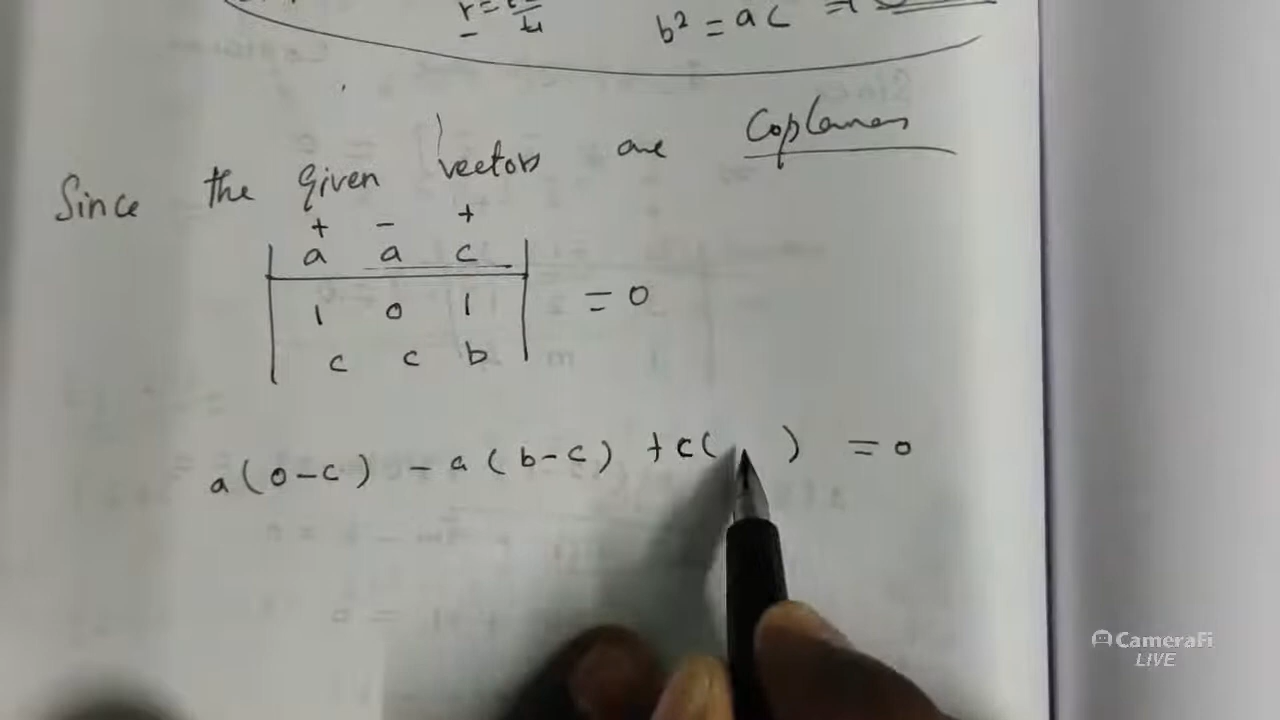 b² = ac ⇒
Since the given vectors are Coplanar
+ - +
a a c
1 0 1 = 0
c c b
a(0-c) - a(b-c) + c( ) = 0
CameraFi
LIVE